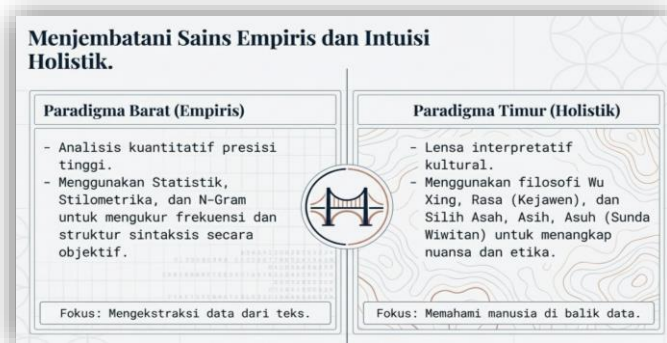 Menjembatani Sains Empiris dan Intuisi
Holistik.
Paradigma Barat (Empiris)
- Analisis kuantitatif presisi
tinggi.
- Menggunakan Statistik,
Stilometrika, dan N-Gram
untuk mengukur frekuensi dan
struktur sintaksis secara
objektif.
Fokus: Mengekstraksi data dari teks.
Paradigma Timur (Holistik)
- Lensa interpretatif
kultural.
- Menggunakan filosofi Wu
Xing, Rasa (Kejawen), dan
Silih Asah, Asih, Asuh (Sunda
Wiwitan) untuk menangkap
nuansa dan etika.
Fokus: Memahami manusia di balik data.